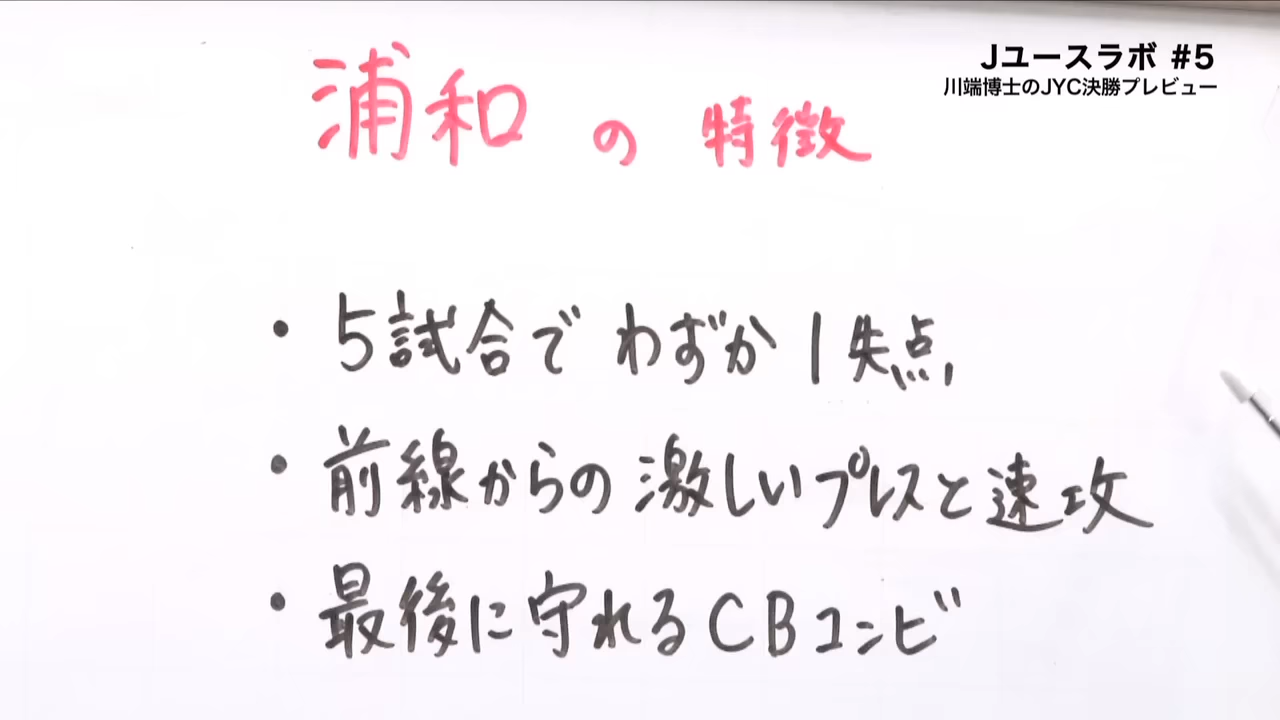 Jユースラボ #5
川端博士のJYC決勝プレビュー
浦和の特徴
・5試合でわずか1失点
・前線からの激しいプレスと速攻
・最後に守れるCBコンビ